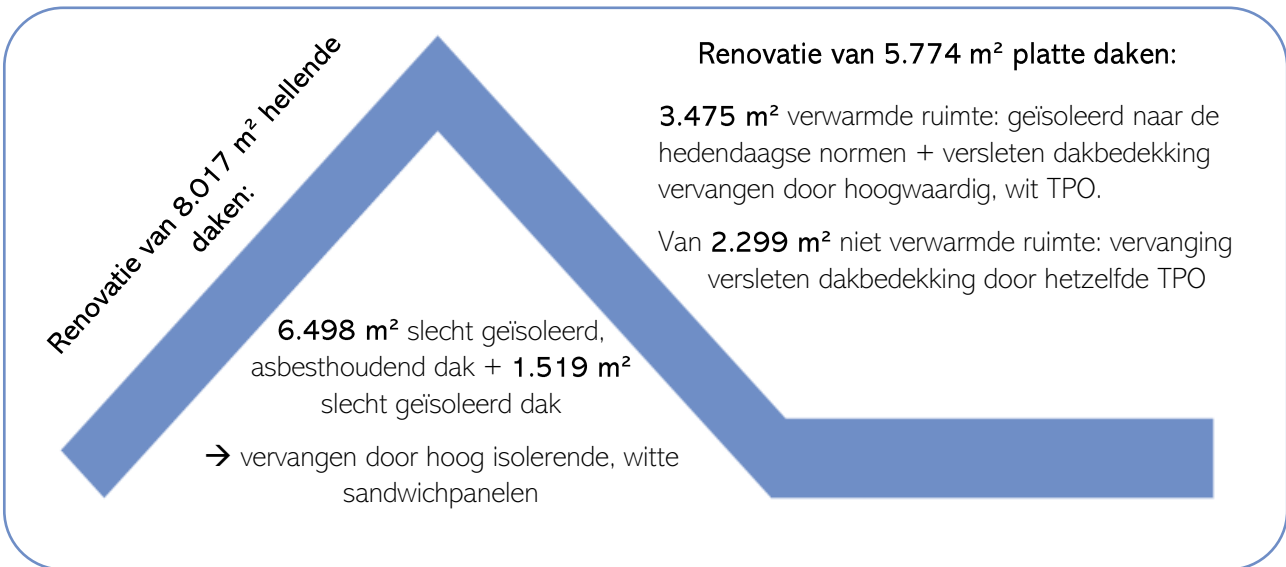 Renovatie van 8.017 m² hellende
daken:
Renovatie van 5.774 m² platte daken:
3.475 m² verwarmde ruimte: geïsoleerd naar de
hedendaagse normen + versleten dakbedekking
vervangen door hoogwaardig, wit TPO.
Van 2.299 m² niet verwarmde ruimte: vervanging
versleten dakbedekking door hetzelfde TPO
6.498 m² slecht geïsoleerd,
asbesthoudend dak + 1.519 m²
slecht geïsoleerd dak
→ vervangen door hoog isolerende, witte
sandwichpanelen